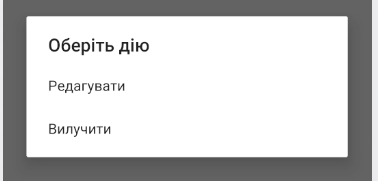 Оберіть дію
Редагувати
Вилучити